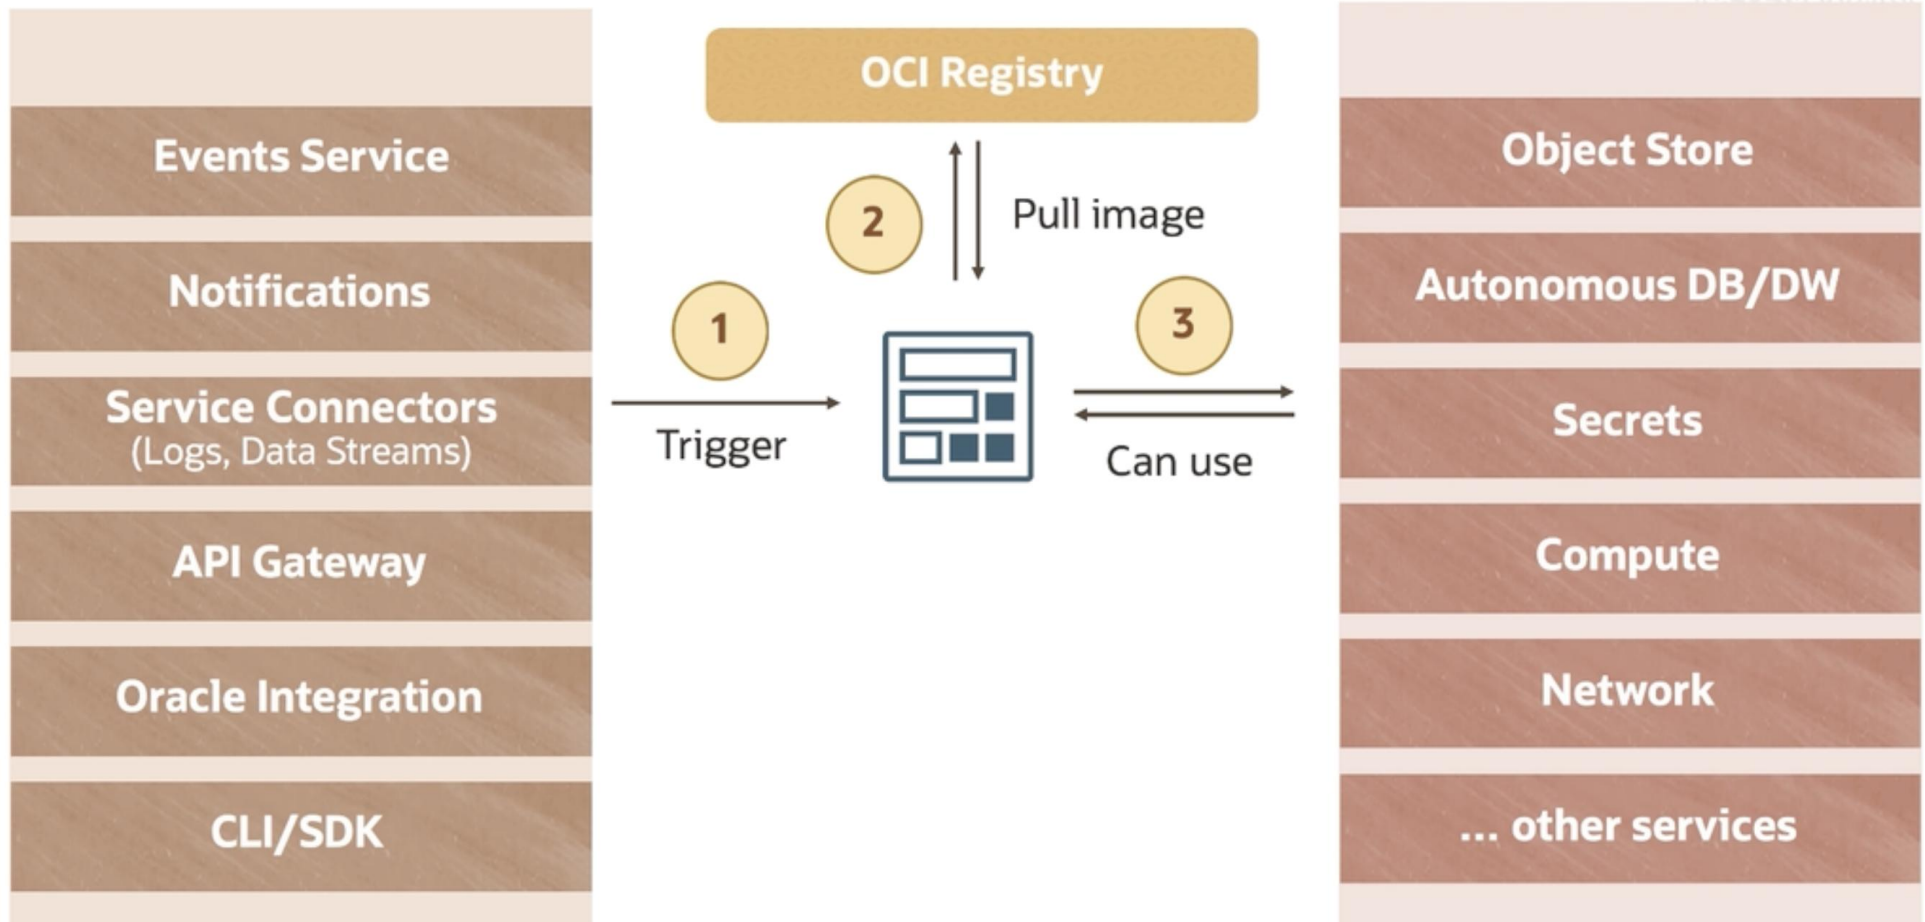 Events Service
Notifications
Service Connectors
(Logs, Data Streams)
API Gateway
Oracle Integration
CLI/SDK
OCI Registry
2
Pull image
1
Trigger
3
Can use
Object Store
Autonomous DB/DW
Secrets
Compute
Network
... other services